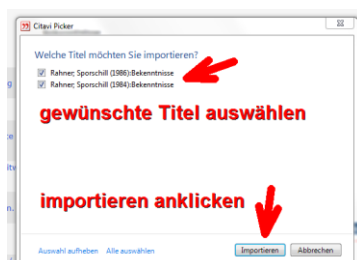 Citavi Picker
Welche Titel möchten Sie importieren?
Rahner, Sporschill (1986):Bekenntnisse
Rahner, Sporschill (1984):Bekenntnisse
gewünschte Titel auswählen
importieren anklicken
Auswahl aufheben Alle auswählen Importieren Abbrechen